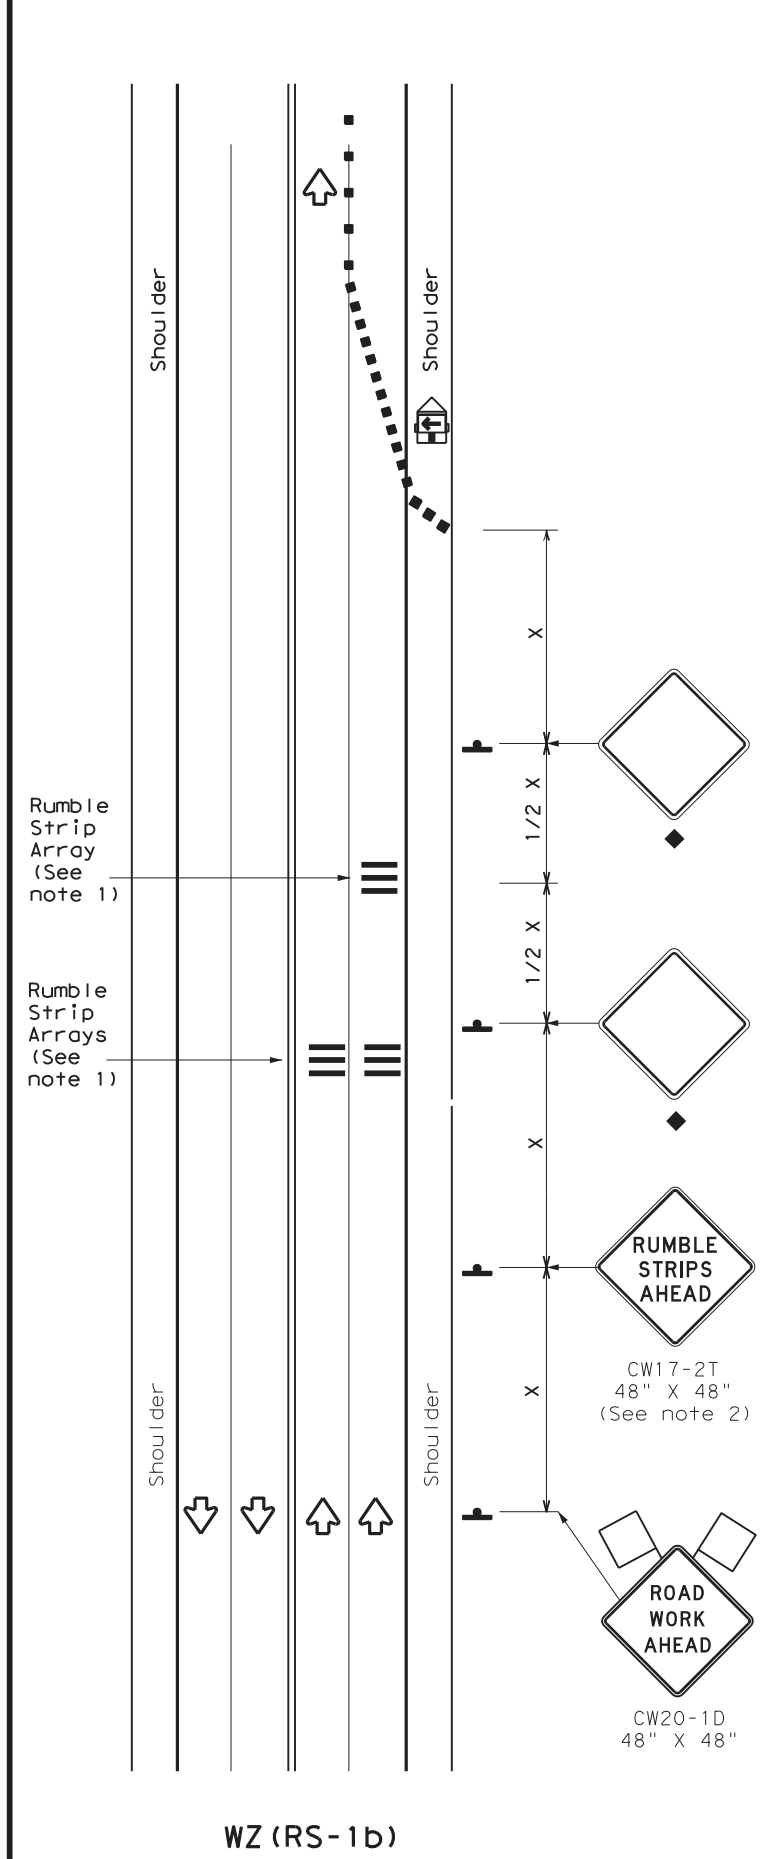 Shoulder
Shoulder
X
1/2 X
Rumble
Strip
Array
(See
note 1)
1/2 X
Rumble
Strip
Arrays
(See
note 1)
X
RUMBLE
STRIPS
AHEAD
CW17-2T
48" X 48"
(See note 2)
X
Shoulder
Shoulder
ROAD
WORK
AHEAD
CW20-1D
48" X 48"
WZ(RS-1b)